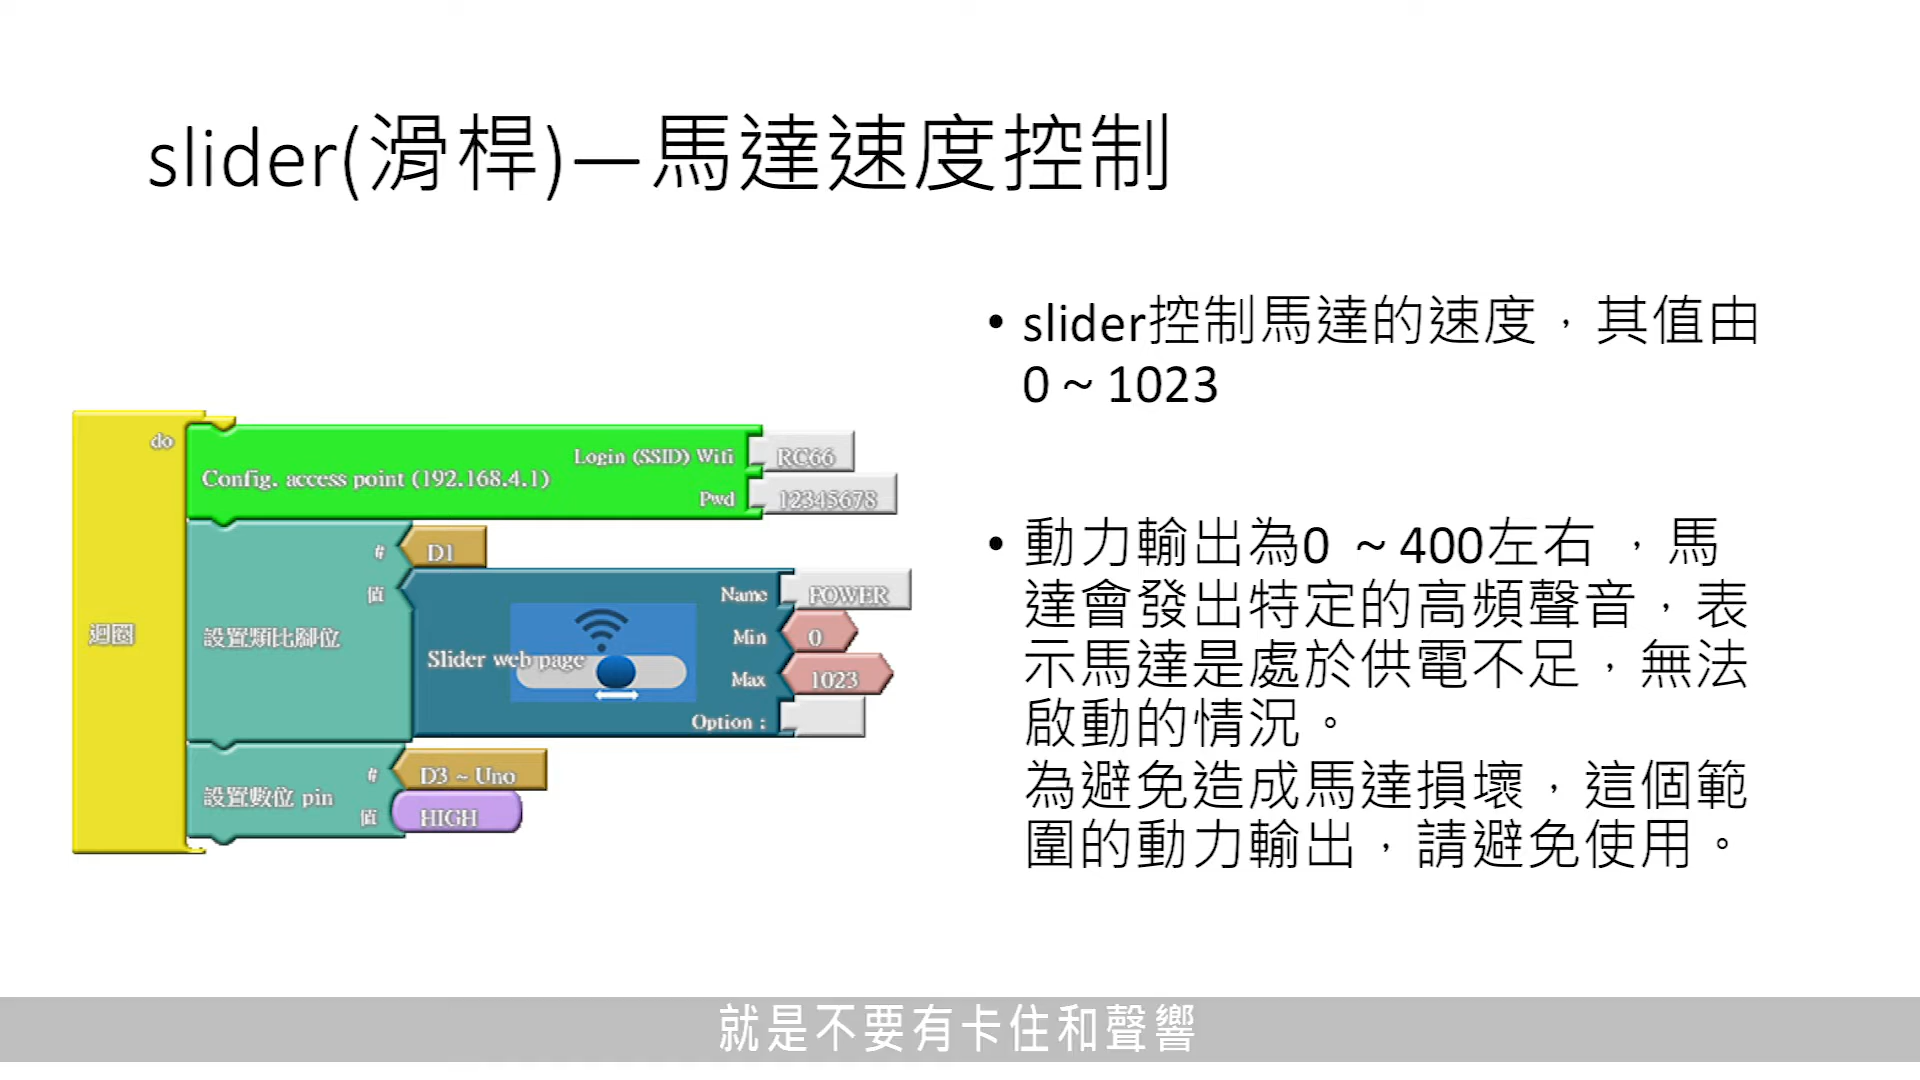 slider(滑桿)—馬達速度控制
• slider控制馬達的速度，其值由
0 ~ 1023
• 動力輸出為0 ~ 400左右 ，馬
達會發出特定的高頻聲音，表
示馬達是處於供電不足，無法
啟動的情況。
為避免造成馬達損壞，這個範
圍的動力輸出，請避免使用。
do
Login (SSID) Wifi
RC66
Config. access point (192.168.4.1)
Pwd
12345678
#
D1
值
Name
POWER
迴圈
設置類比腳位
Min
0
Slider web page
Max
1023
Option :
#
D3 ~ Uno
設置數位 pin
值
HIGH
就是不要有卡住和聲響